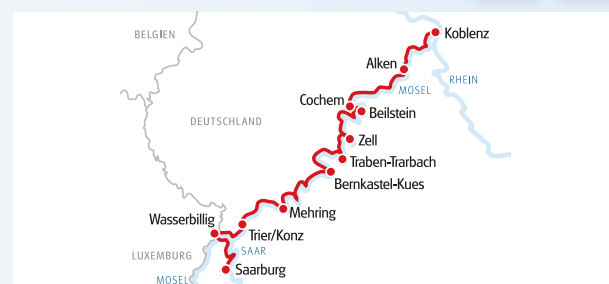 BELGIEN
Koblenz
Alken
RHEIN
MOSEL
Cochem
Beilstein
DEUTSCHLAND
Zell
Traben-Trarbach
Bernkastel-Kues
Mehring
Wasserbillig
Trier/Konz
LUXEMBURG
SAAR
Saarburg
MOSEL